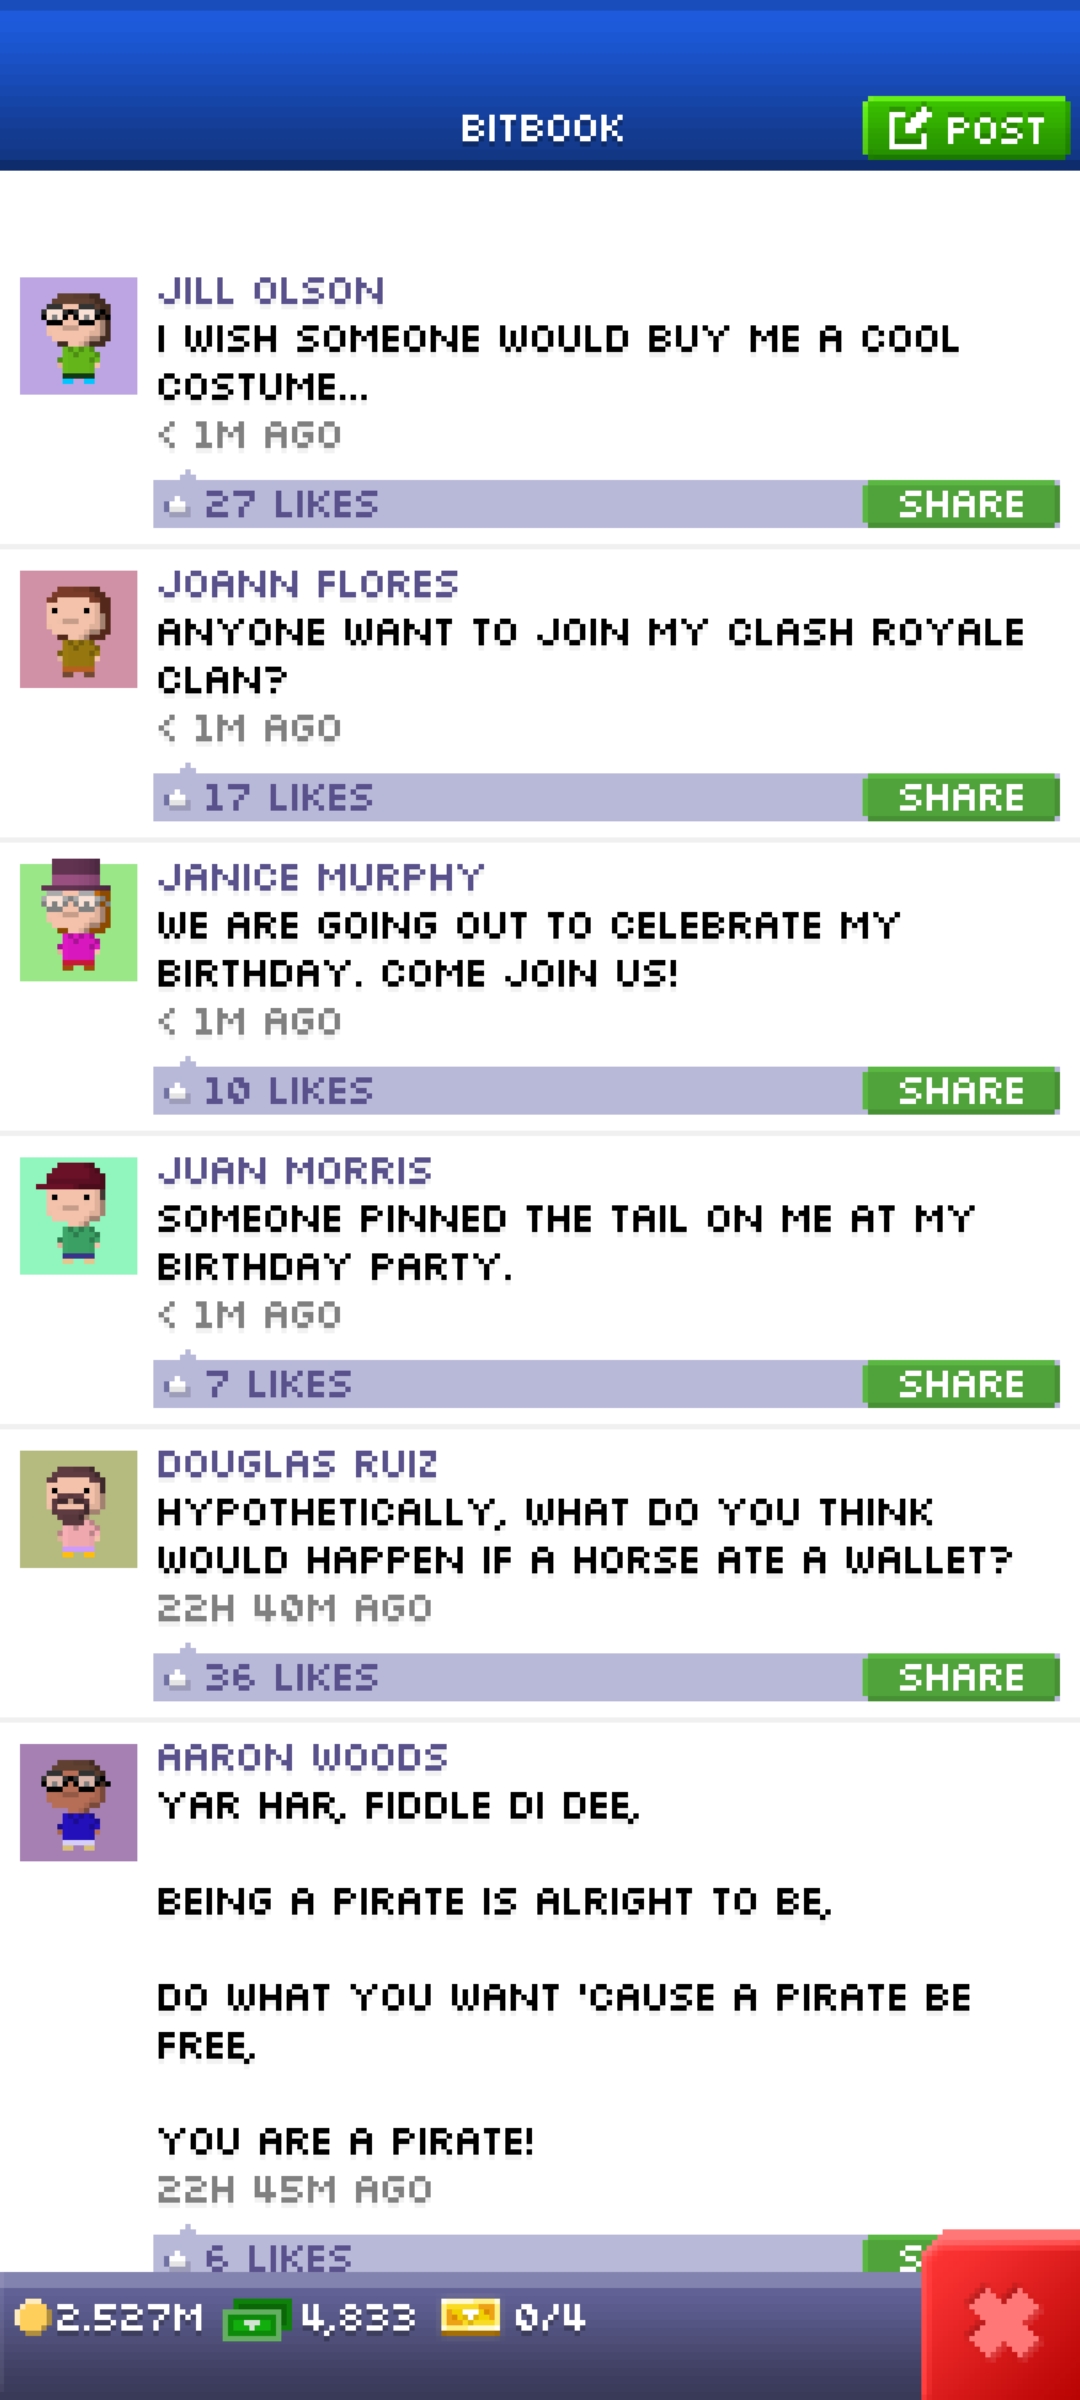 BITBOOK
POST
JILL OLSON
I WISH SOMEONE WOULD BUY ME A COOL
COSTUME...
< 1M AGO
27 LIKES
SHARE
JOANN FLORES
ANYONE WANT TO JOIN MY CLASH ROYALE
CLAN?
< 1M AGO
17 LIKES
SHARE
JANICE MURPHY
WE ARE GOING OUT TO CELEBRATE MY
BIRTHDAY. COME JOIN US!
< 1M AGO
10 LIKES
SHARE
JUAN MORRIS
SOMEONE PINNED THE TAIL ON ME AT MY
BIRTHDAY PARTY.
< 1M AGO
7 LIKES
SHARE
DOUGLAS RUIZ
HYPOTHETICALLY, WHAT DO YOU THINK
WOULD HAPPEN IF A HORSE ATE A WALLET?
22H 40M AGO
36 LIKES
SHARE
AARON WOODS
YAR HAR, FIDDLE DI DEE,
BEING A PIRATE IS ALRIGHT TO BE,
DO WHAT YOU WANT 'CAUSE A PIRATE BE
FREE,
YOU ARE A PIRATE!
22H 45M AGO
6 LIKES
2.527M 4,833 0/4